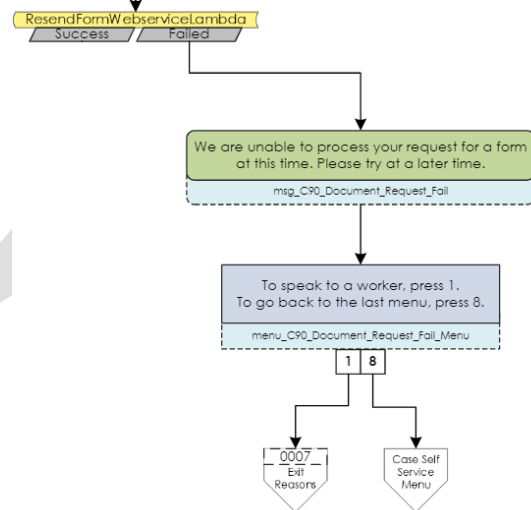 ResendFormWebserviceLambda
Success Failed
We are unable to process your request for a form
at this time. Please try at a later time.
msg_C90_Document_Request_Fail
To speak to a worker, press 1.
To go back to the last menu, press 8.
menu_C90_Document_Request_Fail_Menu
1 8
0007
Exit
Reasons
Case Self
Service
Menu